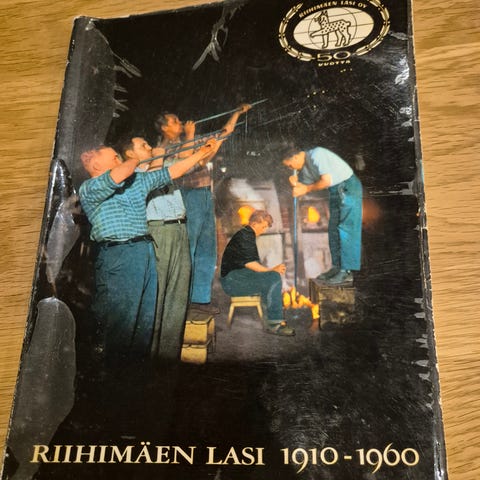 RIIHIMÄEN LASI OY
50
VUOTTA
RIIHIMÄEN LASI 1910-1960